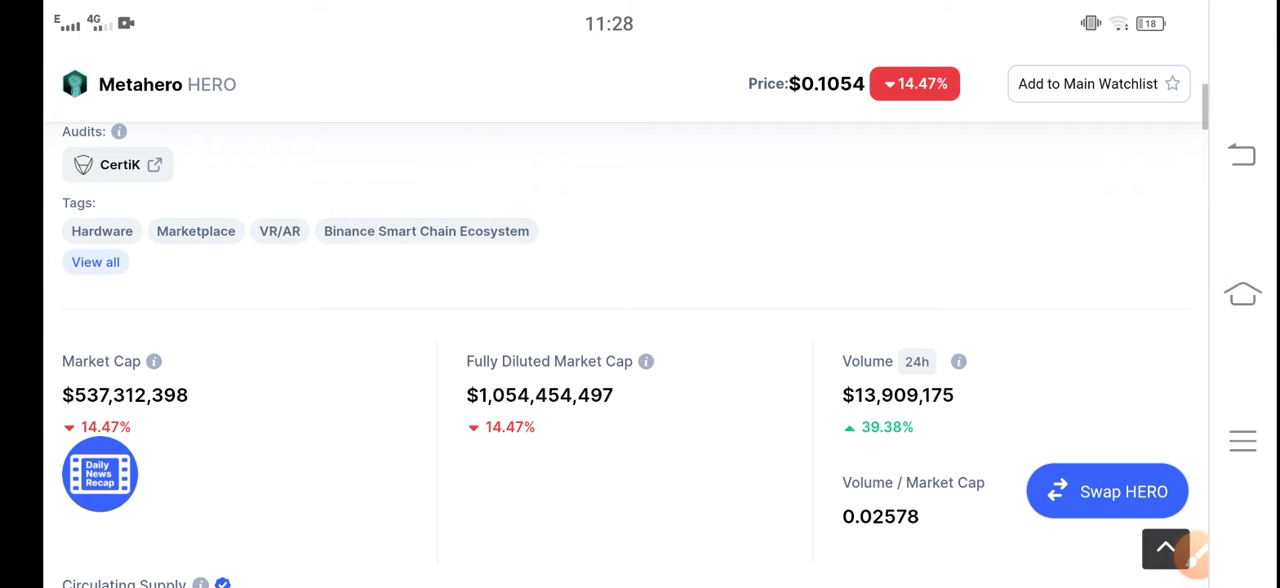 E 4G 11:28 18
Metahero HERO Price:$0.1054 14.47% Add to Main Watchlist
Audits:
CertiK
Tags:
Hardware Marketplace VR/AR Binance Smart Chain Ecosystem
View all
Market Cap Fully Diluted Market Cap Volume 24h
$537,312,398 $1,054,454,497 $13,909,175
14.47% 14.47% 39.38%
Daily
News
Recap
Volume / Market Cap
Swap HERO
0.02578
Circulating Supply